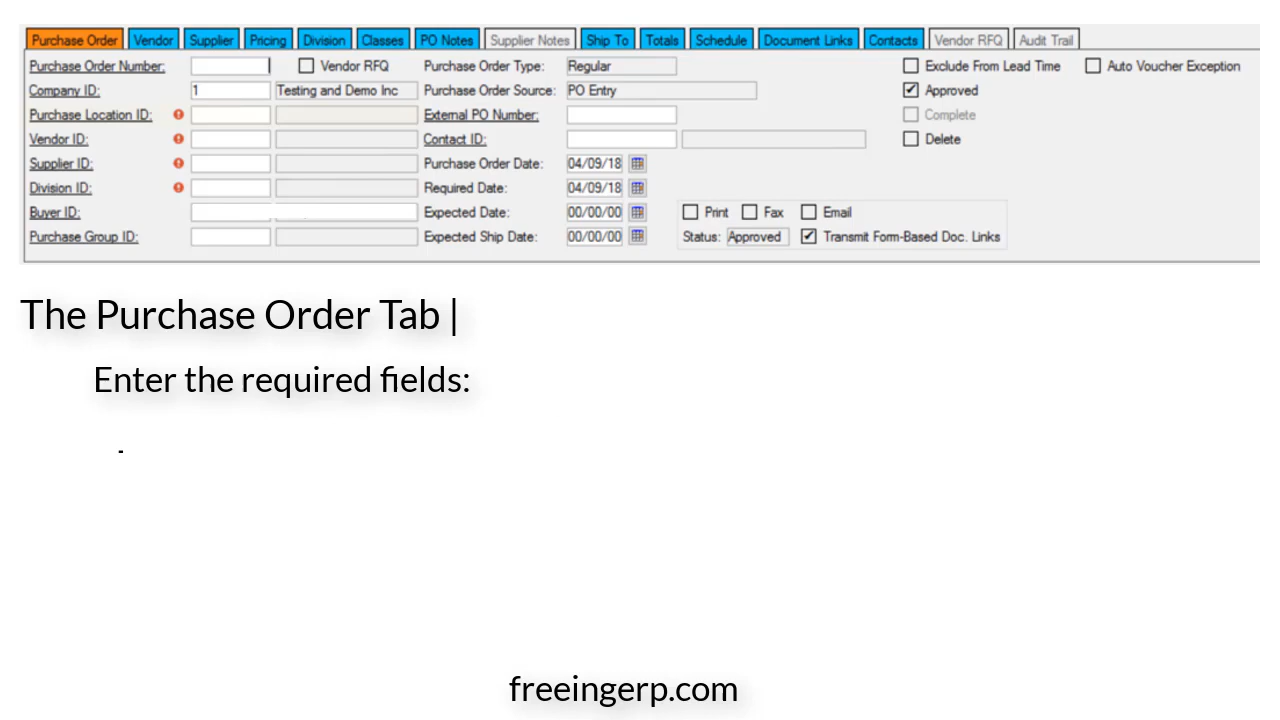 Purchase Order Vendor Supplier Pricing Division Classes PO Notes Supplier Notes Ship To Totals Schedule Document Links Contacts Vendor RFQ Audit Trail
Purchase Order Number: Vendor RFQ Purchase Order Type: Regular Exclude From Lead Time Auto Voucher Exception
Company ID: 1 Testing and Demo Inc Purchase Order Source: PO Entry Approved
Purchase Location ID: External PO Number: Complete
Vendor ID: Contact ID: Delete
Supplier ID: Purchase Order Date: 04/09/18
Division ID: Required Date: 04/09/18
Buyer ID: Expected Date: 00/00/00 Print Fax Email
Purchase Group ID: Expected Ship Date: 00/00/00 Status: Approved Transmit Form-Based Doc. Links
The Purchase Order Tab |
Enter the required fields:
freeingerp.com